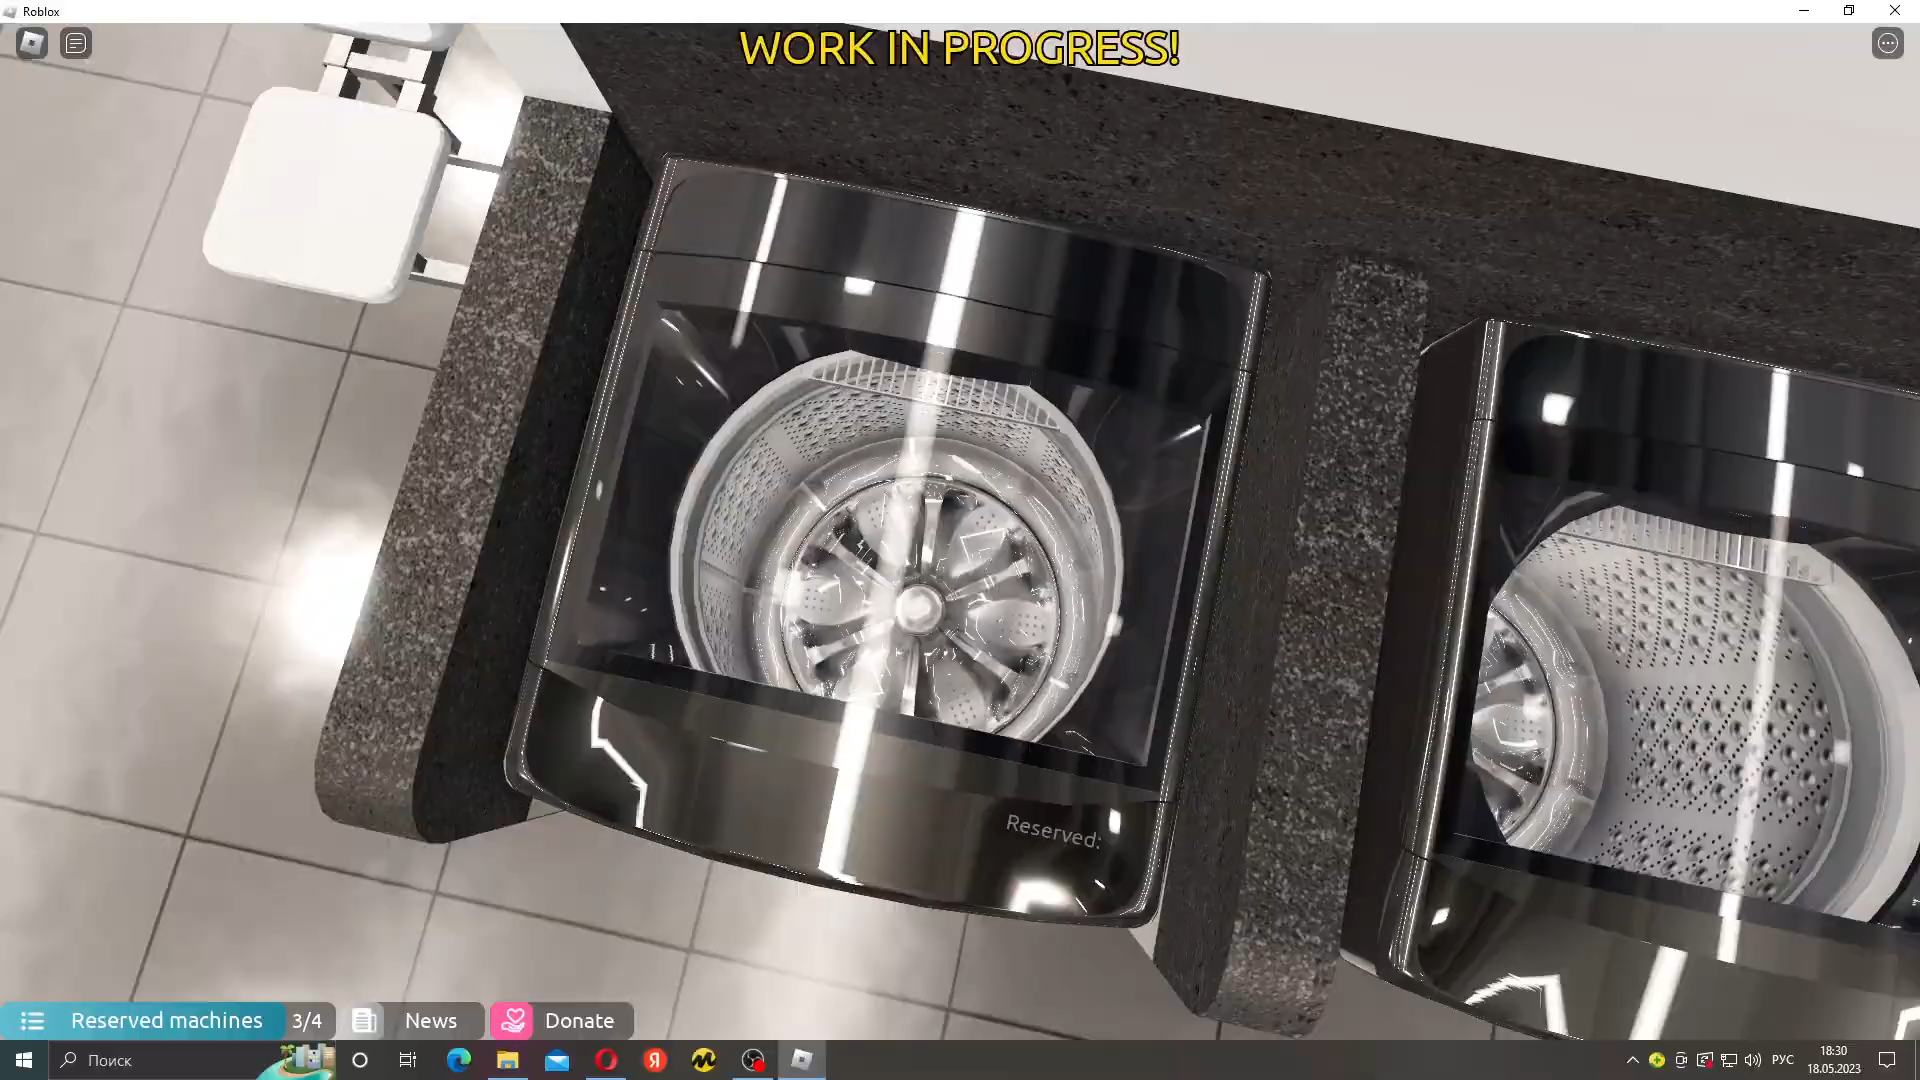 Roblox
WORK IN PROGRESS!
Reserved:
Reserved machines 3/4 News Donate
Поиск
РУС
18:30
18.05.2023